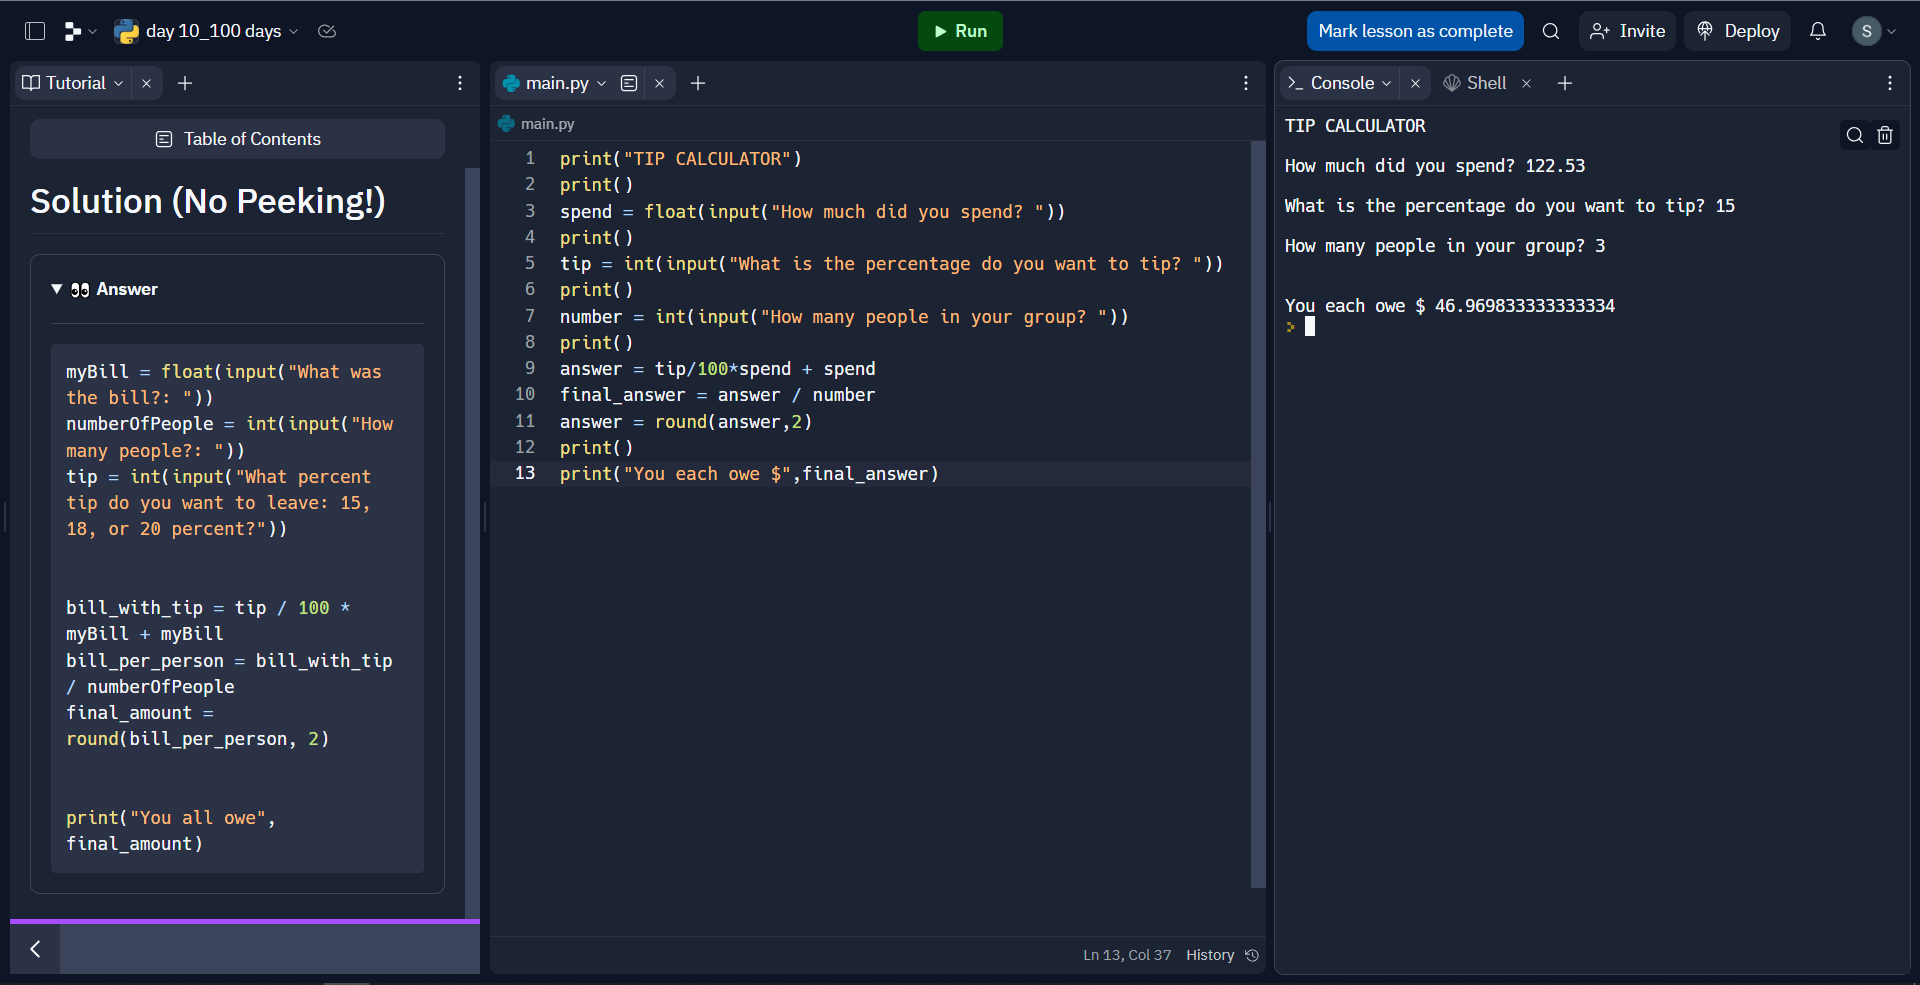 day 10_100 days
Run
Mark lesson as complete
Invite
Deploy
S
Tutorial
Table of Contents
Solution (No Peeking!)
Answer
myBill = float(input("What was
the bill?: "))
numberOfPeople = int(input("How
many people?: "))
tip = int(input("What percent
tip do you want to leave: 15,
18, or 20 percent?"))
bill_with_tip = tip / 100 *
myBill + myBill
bill_per_person = bill_with_tip
/ numberOfPeople
final_amount =
round(bill_per_person, 2)
print("You all owe",
final_amount)
main.py
main.py
1 print("TIP CALCULATOR")
2 print()
3 spend = float(input("How much did you spend? "))
4 print()
5 tip = int(input("What is the percentage do you want to tip? "))
6 print()
7 number = int(input("How many people in your group? "))
8 print()
9 answer = tip/100*spend + spend
10 final_answer = answer / number
11 answer = round(answer,2)
12 print()
13 print("You each owe $",final_answer)
Ln 13, Col 37 History
Console
Shell
TIP CALCULATOR
How much did you spend? 122.53
What is the percentage do you want to tip? 15
How many people in your group? 3
You each owe $ 46.969833333333334